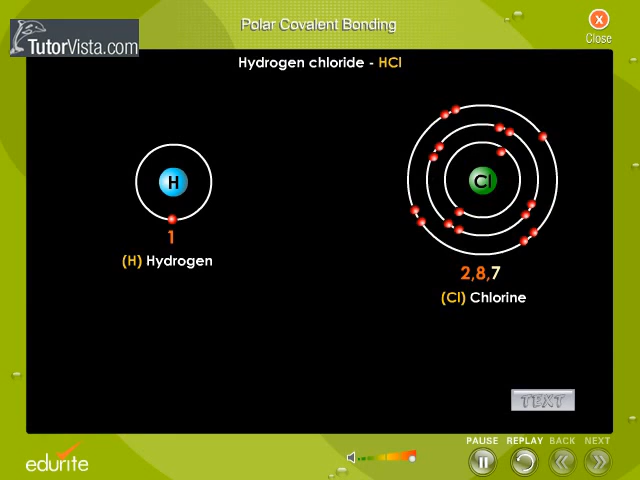 Polar Covalent Bonding
TutorVista.com
Close
Hydrogen chloride - HCl
H
Cl
1
2,8,7
(H) Hydrogen
(Cl) Chlorine
TEXT
PAUSE REPLAY BACK NEXT
edurite